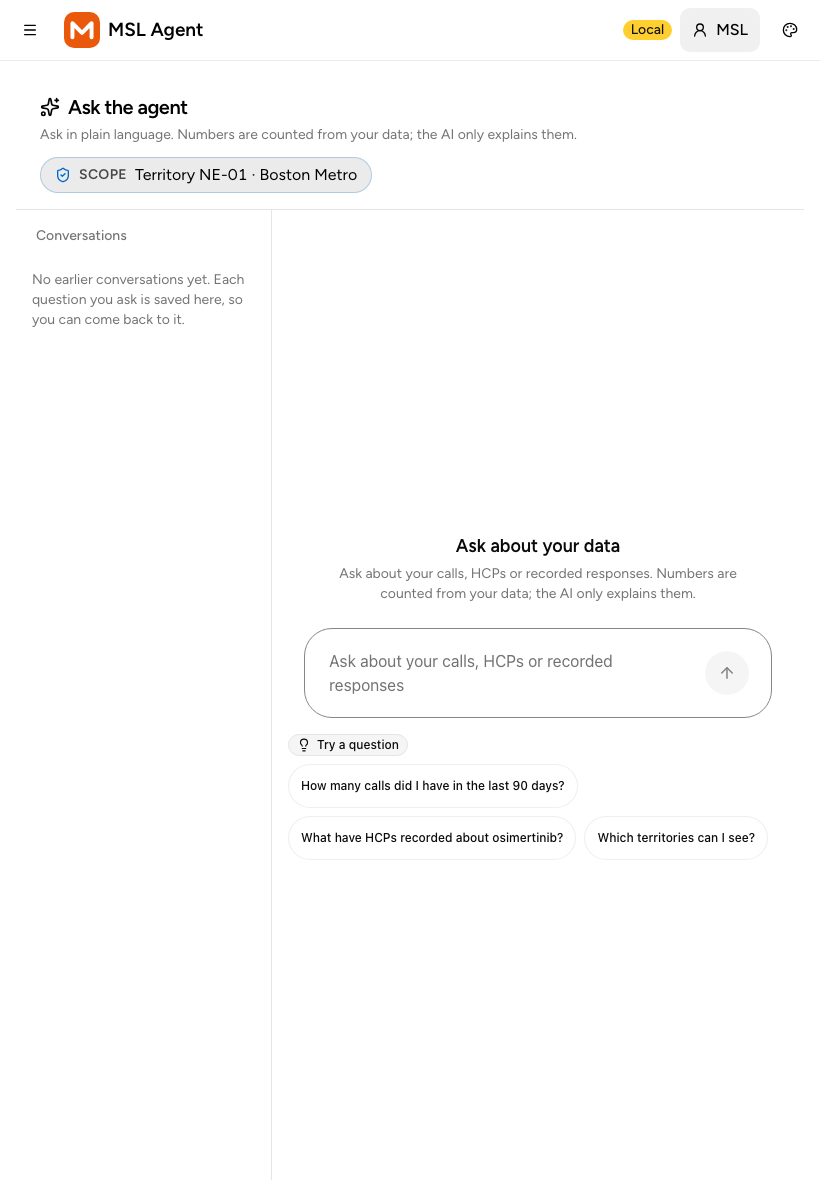 MSL Agent
Local
MSL
Ask the agent
Ask in plain language. Numbers are counted from your data; the AI only explains them.
SCOPE Territory NE-01 · Boston Metro
Conversations
No earlier conversations yet. Each
question you ask is saved here, so
you can come back to it.
Ask about your data
Ask about your calls, HCPs or recorded responses. Numbers are
counted from your data; the AI only explains them.
Ask about your calls, HCPs or recorded
responses
Try a question
How many calls did I have in the last 90 days?
What have HCPs recorded about osimertinib?
Which territories can I see?